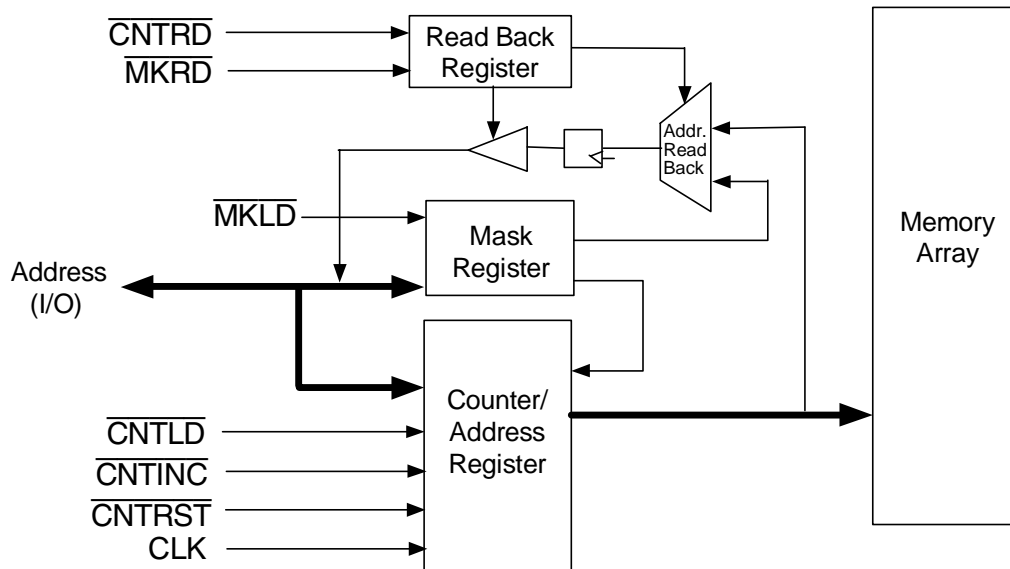 CNTRD
MKRD
Read Back
Register
Addr.
Read
Back
MKLD
Mask
Register
Memory
Array
Address
(I/O)
Counter/
Address
Register
CNTLD
CNTINC
CNTRST
CLK